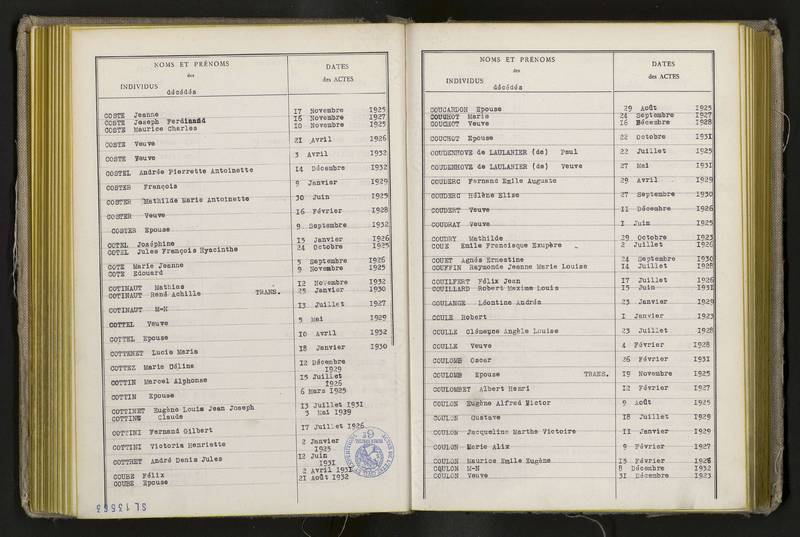 NOMS ET PRÉNOMS
des
INDIVIDUS
décédés
DATES
des ACTES
COSTE Jeanne 17 Novembre 1925
COSTE Joseph Ferdinand 16 Novembre 1927
COSTE Maurice Charles 10 Novembre 1925
COSTE Veuve 21 Avril 1926
COSTE Veuve 3 Avril 1932
COSTEL Andrée Pierrette Antoinette 14 Décembre 1932
COSTER François 9 Janvier 1929
COSTER Mathilde Marie Antoinette 30 Juin 1925
COSTER Veuve 16 Février 1928
COSTER Epouse 9 Septembre 1932
COTEL Joséphine 15 Janvier 1926
COTEL Jules François Hyacinthe 24 Octobre 1925
COTE Marie Jeanne 5 Septembre 1926
COTE Edouard 9 Novembre 1925
COTINAUT Mathias 12 Novembre 1932
COTINAUT René Achille TRANS. 25 Janvier 1930
COTINAUT M-N 13 Juillet 1927
COTTEL Veuve 5 Mai 1929
COTTEL Epouse 10 Avril 1932
COTTENET Lucie Marie 18 Janvier 1930
COTTEZ Marie Céline 12 Décembre
1929
COTTIN Marcel Alphonse 15 Juillet
1926
COTTIN Epouse 6 Mars 1925
COTTINET Eugène Louis Jean Joseph 13 Juillet 1931
COTTING Claude 3 Mai 1939
COTTINI Fernand Gilbert 17 Juillet 1926
COTTINI Victoria Henriette 2 Janvier
1925
COTTRET André Denis Jules 12 Juin
1931
COUBE Félix 2 Avril 1931
COUBE Epouse 21 Août 1932
SL 13563
NOMS ET PRÉNOMS
des
INDIVIDUS
décédés
DATES
des ACTES
COUCARDON Epouse 29 Août 1925
COUCHOT Marie 24 Septembre 1927
COUCHOT Veuve 16 Décembre 1928
COUCHOT Epouse 22 Octobre 1931
COUDENHOVE de LAULANIER (de) Paul 22 Juillet 1925
COUDENHOVE de LAULANIER (de) Veuve 27 Mai 1931
COUDERC Fernand Emile Auguste 29 Avril 1929
COUDERC Hélène Elise 27 Septembre 1930
COUDERT Veuve 11 Décembre 1926
COUDRAY Veuve 1 Juin 1925
COUDRY Mathilde 29 Octobre 1923
COUE Emile Francisque Exupère 2 Juillet 1926
COUET Agnès Ernestine 24 Septembre 1930
COUFFIN Raymonde Jeanne Marie Louise 14 Juillet 1928
COUILFERT Félix Jean 17 Juillet 1926
COUILLARD Robert Maxime Louis 15 Juin 1931
COULANGE Léontine Andrée 23 Janvier 1929
COULE Robert 1 Janvier 1923
COULLE Clémence Angèle Louise 23 Juillet 1928
COULLE Veuve 4 Février 1928
COULOMB Oscar 26 Février 1931
COULOMB Epouse TRANS. 19 Novembre 1925
COULOMBET Albert Henri 12 Février 1927
COULON Eugène Alfred Victor 9 Août 1925
COULON Gustave 18 Juillet 1929
COULON Jacqueline Marthe Victoire 11 Janvier 1929
COULON Marie Alix 9 Février 1927
COULON Maurice Emile Eugène 15 Février 1928
COULON M-N 8 Décembre 1932
COULON Veuve 31 Décembre 1923